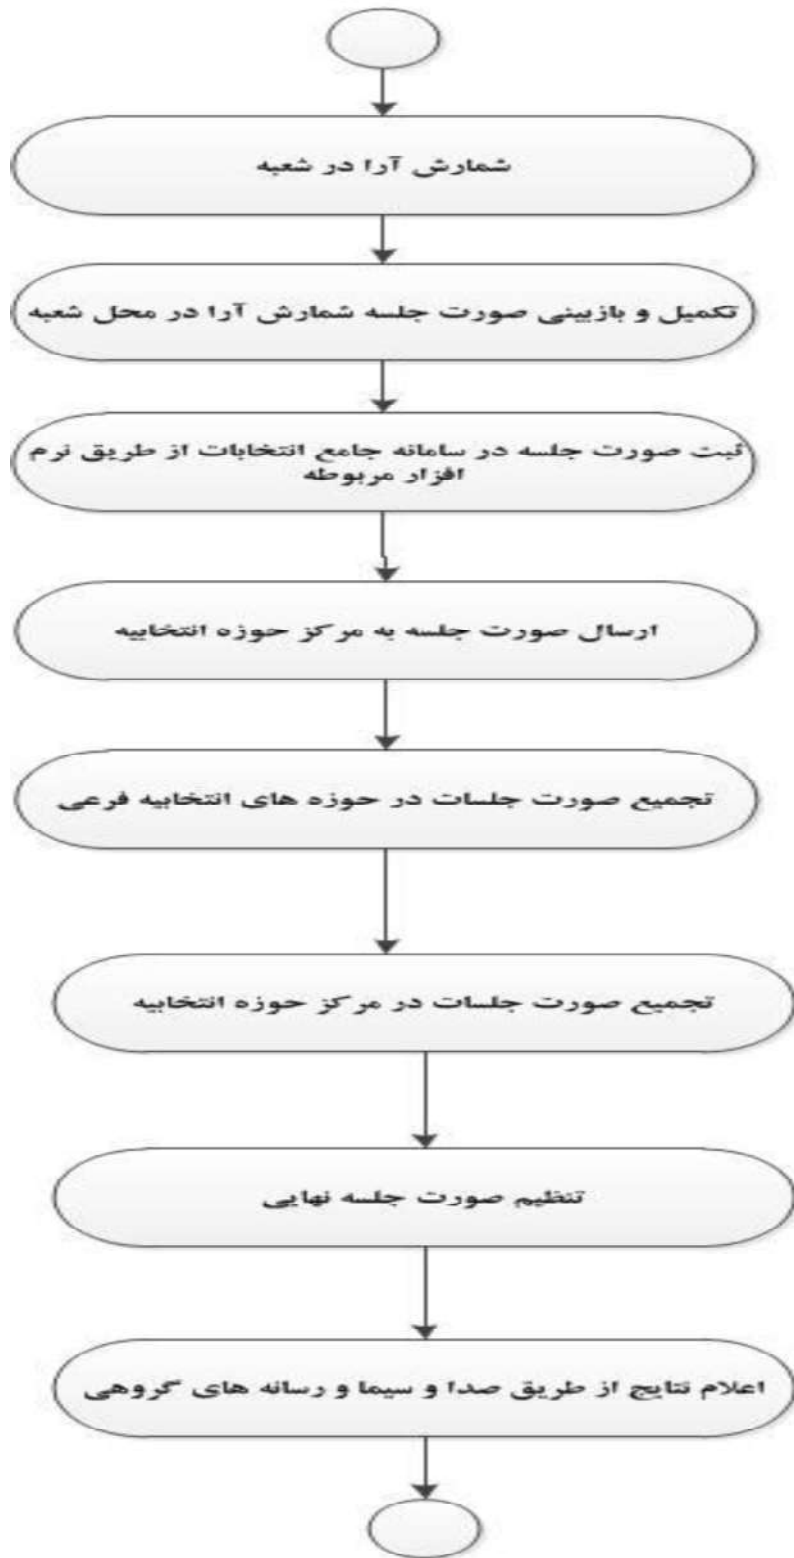 شمارش آرا در شعبه
تکمیل و بازبینی صورت جلسه شمارش آرا در محل شعبه
ثبت صورت جلسه در سامانه جامع انتخابات از طریق نرم
افزار مربوطه
ارسال صورت جلسه به مرکز حوزه انتخابیه
تجمیع صورت جلسات در حوزه های انتخابیه فرعی
تجمیع صورت جلسات در مرکز حوزه انتخابیه
تنظیم صورت جلسه نهایی
اعلام نتایج از طریق صدا و سیما و رسانه های گروهی